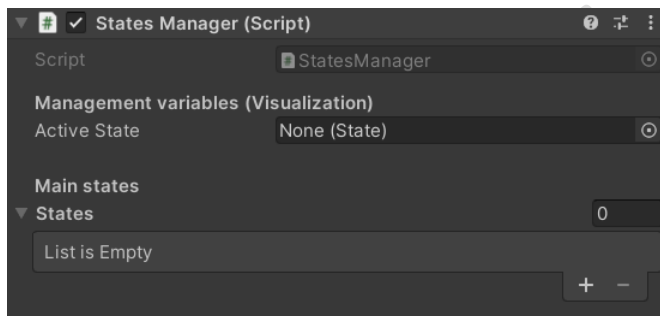 States Manager (Script)
Script StatesManager
Management variables (Visualization)
Active State None (State)
Main states
States 0
List is Empty